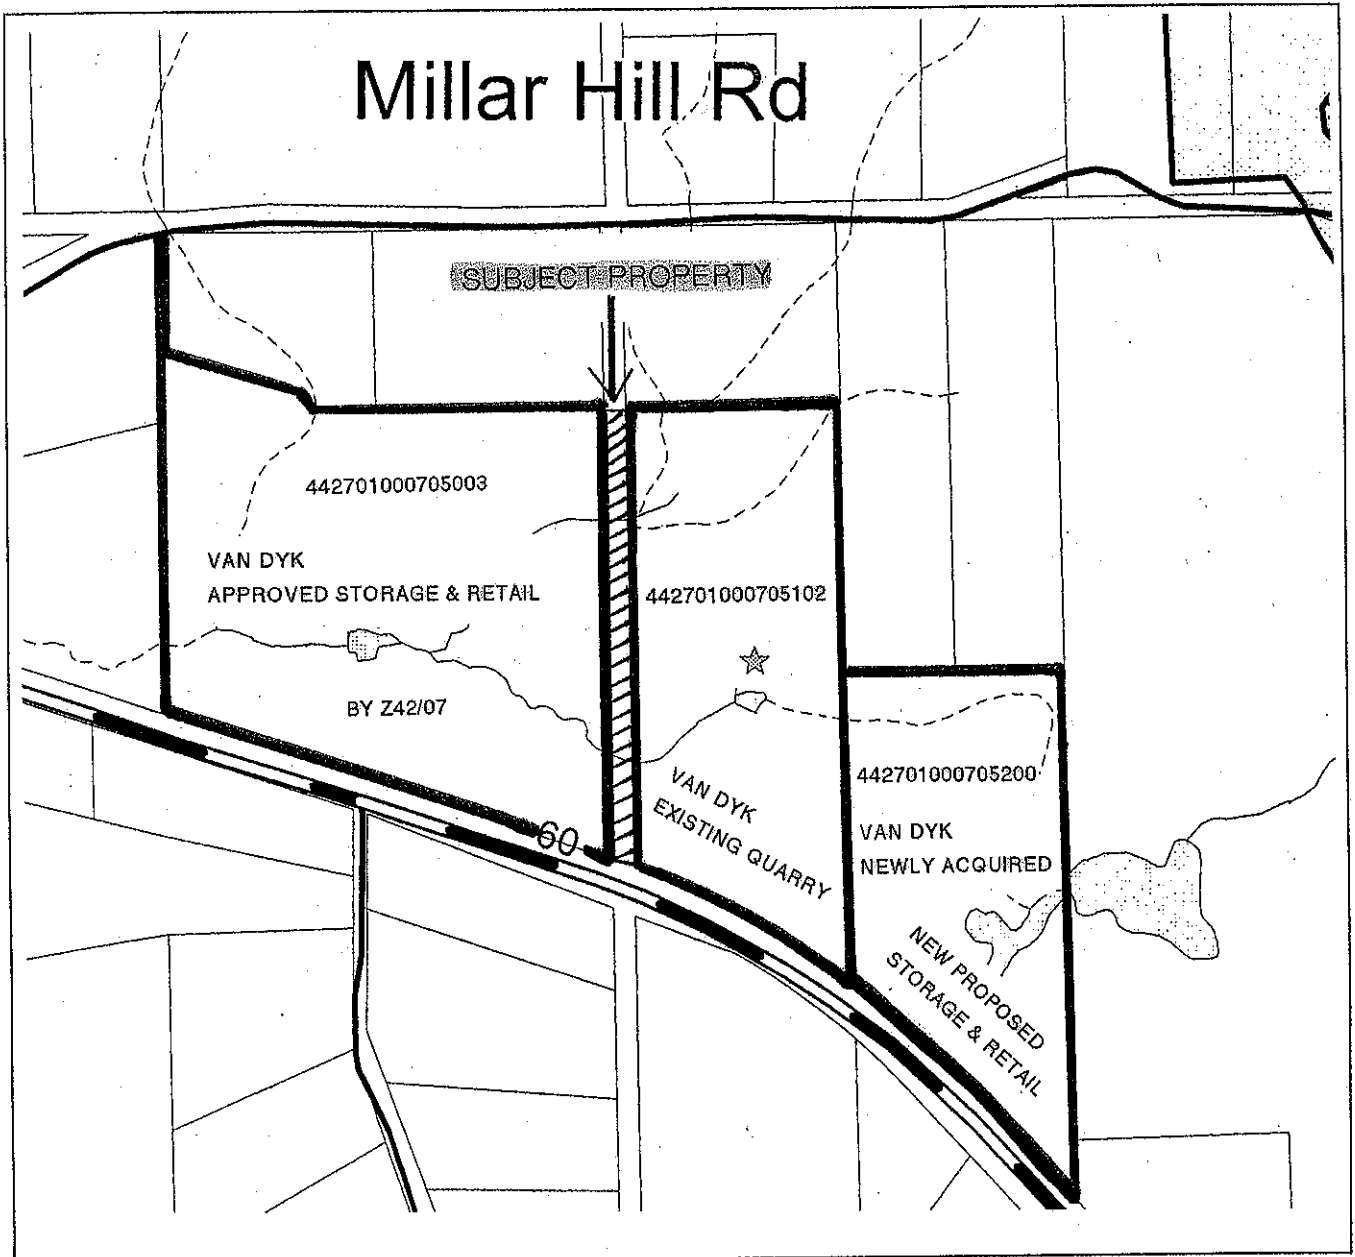 Millar Hill Rd
SUBJECT PROPERTY
442701000705003
VAN DYK
APPROVED STORAGE & RETAIL
BY Z42/07
442701000705102
VAN DYK
EXISTING QUARRY
60
442701000705200
VAN DYK
NEWLY ACQUIRED
NEW PROPOSED
STORAGE & RETAIL